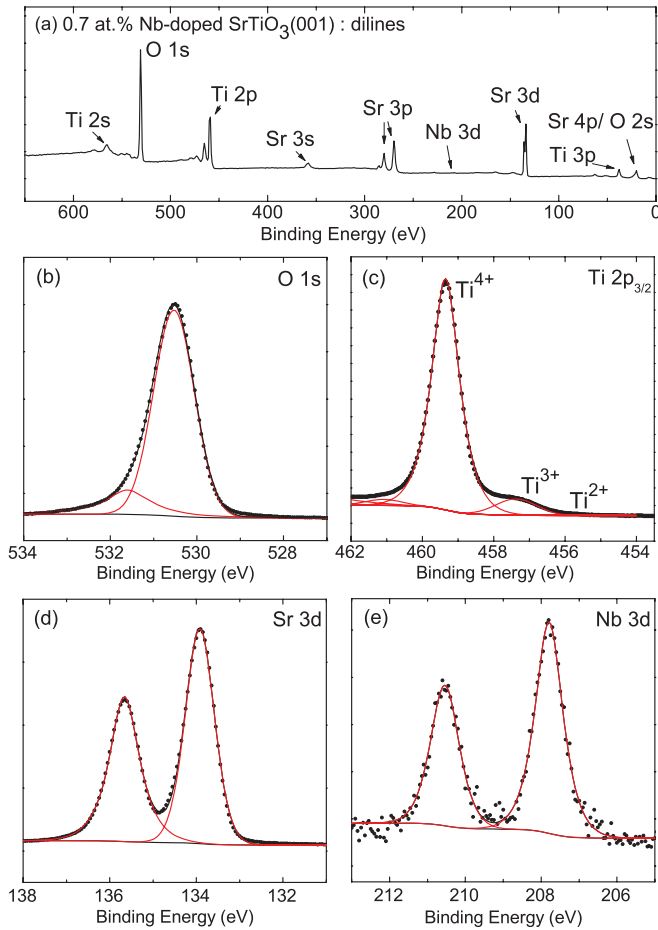 (a) 0.7 at.% Nb-doped SrTiO3(001) : dilines
O 1s
Ti 2s
Ti 2p
Sr 3s
Sr 3p
Nb 3d
Sr 3d
Sr 4p/ O 2s
Ti 3p
600 500 400 300 200 100 0
Binding Energy (eV)
(b) O 1s
534 532 530 528
Binding Energy (eV)
(c) Ti 2p3/2
Ti4+
Ti3+
Ti2+
462 460 458 456 454
Binding Energy (eV)
(d) Sr 3d
138 136 134 132
Binding Energy (eV)
(e) Nb 3d
212 210 208 206
Binding Energy (eV)